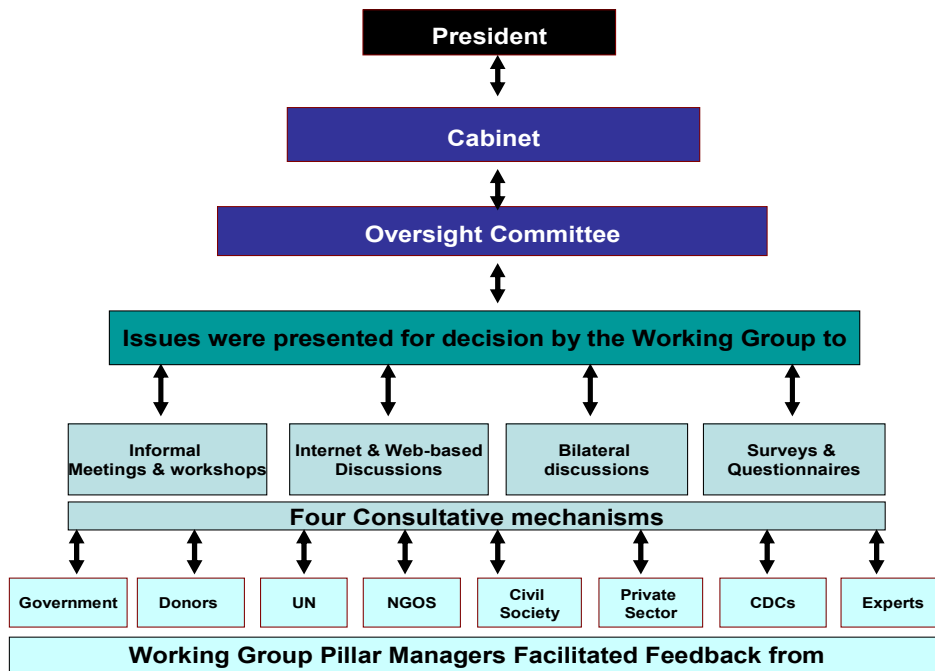 President
Cabinet
Oversight Committee
Issues were presented for decision by the Working Group to
Informal
Meetings & workshops
Internet & Web-based
Discussions
Bilateral
discussions
Surveys &
Questionnaires
Four Consultative mechanisms
Government
Donors
UN
NGOS
Civil
Society
Private
Sector
CDCs
Experts
Working Group Pillar Managers Facilitated Feedback from